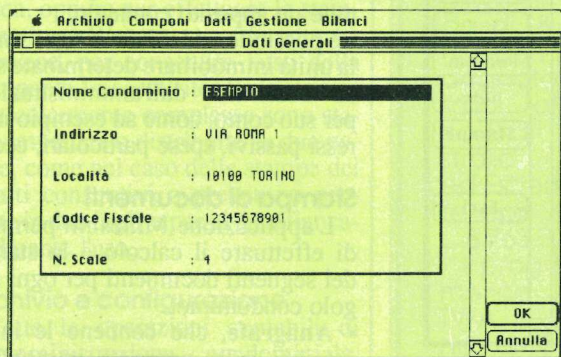 Archivio Componi Dati Gestione Bilanci
Dati Generali
Nome Condominio : ESEMPIO
Indirizzo : VIA ROMA 1
Località : 10100 TORINO
Codice Fiscale : 12345678901
N. Scale : 4
OK
Annulla